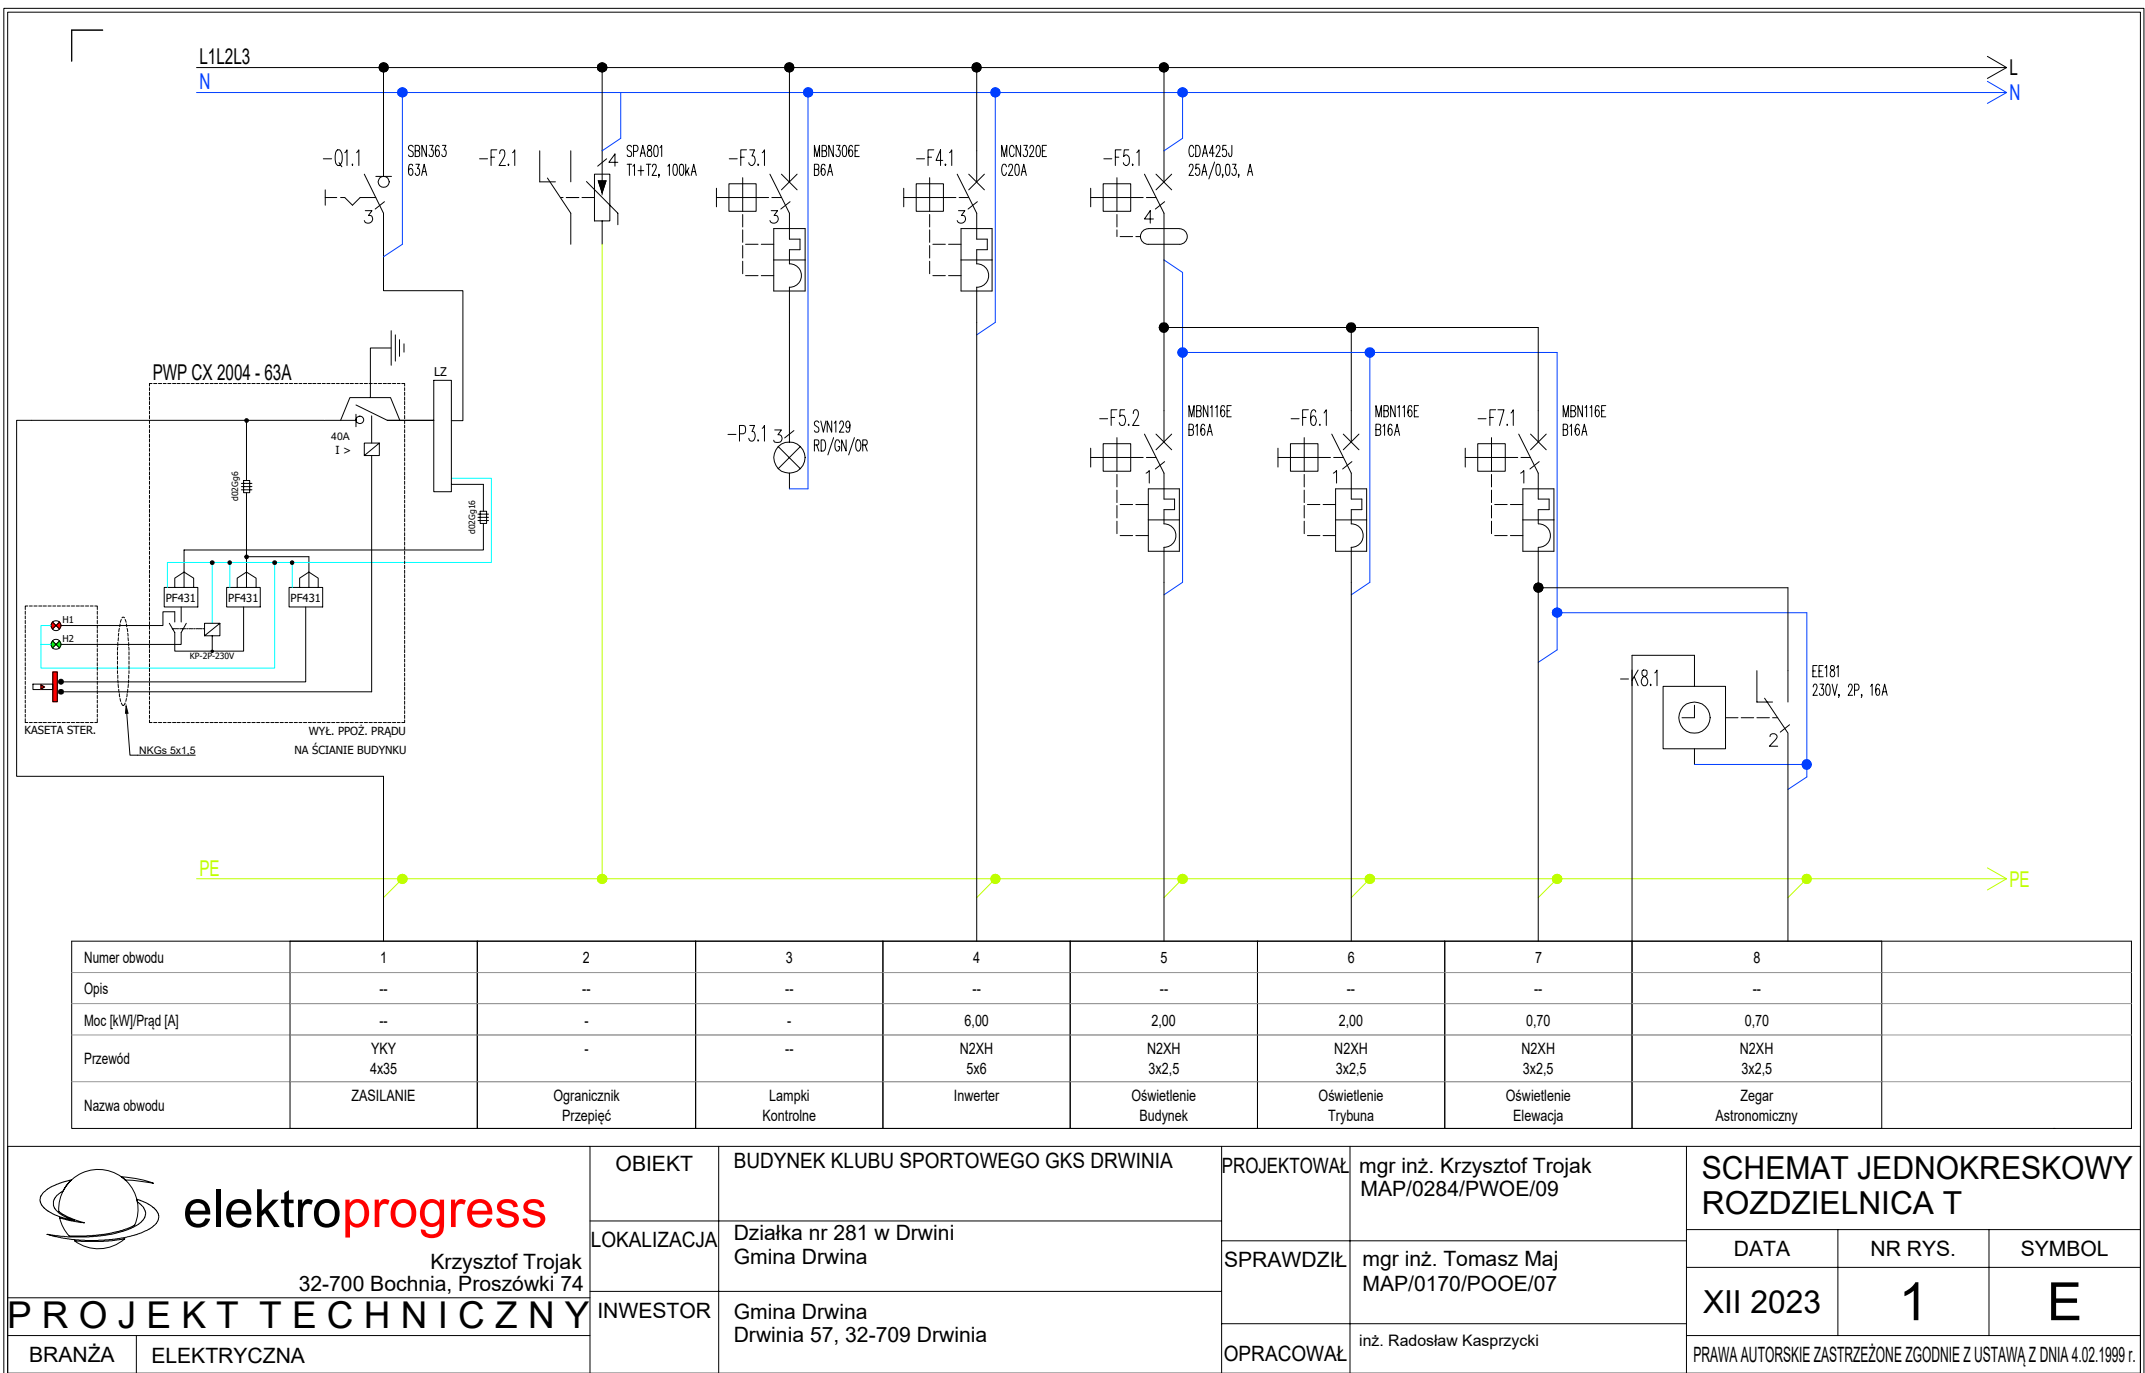 L1L2L3
N
L
N
-Q1.1
SBN363
63A
3
-F2.1
4
SPA801
T1+T2, 100kA
-F3.1
MBN306E
B6A
3
-F4.1
MCN320E
C20A
3
-F5.1
CDA425J
25A/0,03, A
4
PWP CX 2004 - 63A
LZ
40A
I >
d02Gg6
d02Gg16
-P3.1
3
SVN129
RD/GN/OR
-F5.2
MBN116E
B16A
1
-F6.1
MBN116E
B16A
1
-F7.1
MBN116E
B16A
1
PF431
PF431
PF431
H1
H2
KP-2P-230V
KASETA STER.
NKGs 5x1,5
WYŁ. PPOŻ. PRĄDU
NA ŚCIANIE BUDYNKU
-K8.1
EE181
230V, 2P, 16A
2
PE
PE
Numer obwodu 1 2 3 4 5 6 7 8
Opis -- -- -- -- -- -- -- --
Moc [kW]/Prąd [A] -- - - 6,00 2,00 2,00 0,70 0,70
Przewód YKY 4x35 - -- N2XH 5x6 N2XH 3x2,5 N2XH 3x2,5 N2XH 3x2,5 N2XH 3x2,5
Nazwa obwodu ZASILANIE Ogranicznik Przepięć Lampki Kontrolne Inwerter Oświetlenie Budynek Oświetlenie Trybuna Oświetlenie Elewacja Zegar Astronomiczny
elektroprogress
Krzysztof Trojak
32-700 Bochnia, Proszówki 74
PROJEKT TECHNICZNY
BRANŻA ELEKTRYCZNA
OBIEKT BUDYNEK KLUBU SPORTOWEGO GKS DRWINIA
LOKALIZACJA Działka nr 281 w Drwini
Gmina Drwina
INWESTOR Gmina Drwina
Drwinia 57, 32-709 Drwinia
PROJEKTOWAŁ mgr inż. Krzysztof Trojak
MAP/0284/PWOE/09
SPRAWDZIŁ mgr inż. Tomasz Maj
MAP/0170/POOE/07
OPRACOWAŁ inż. Radosław Kasprzycki
SCHEMAT JEDNOKRESKOWY
ROZDZIELNICA T
DATA NR RYS. SYMBOL
XII 2023 1 E
PRAWA AUTORSKIE ZASTRZEŻONE ZGODNIE Z USTAWĄ Z DNIA 4.02.1999 r.